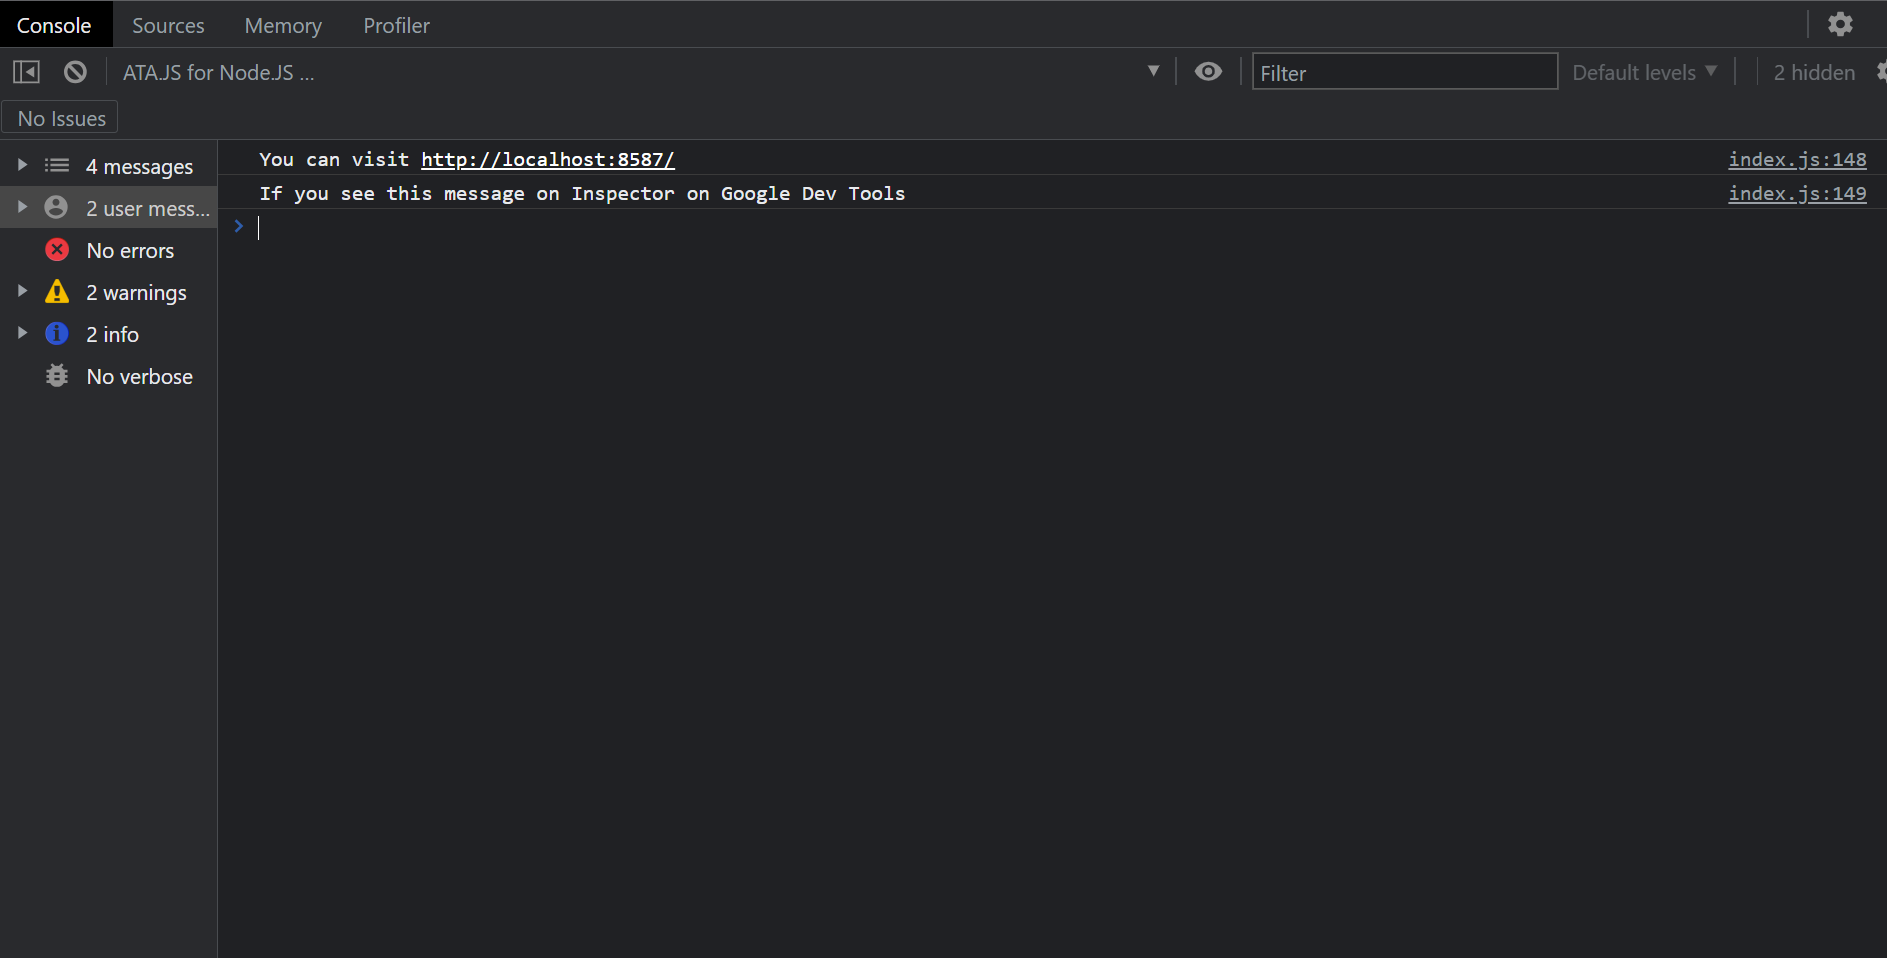 Console Sources Memory Profiler
ATA.JS for Node.JS ... Filter Default levels 2 hidden
No Issues
4 messages
2 user mess...
No errors
2 warnings
2 info
No verbose
You can visit http://localhost:8587/ index.js:148
If you see this message on Inspector on Google Dev Tools index.js:149